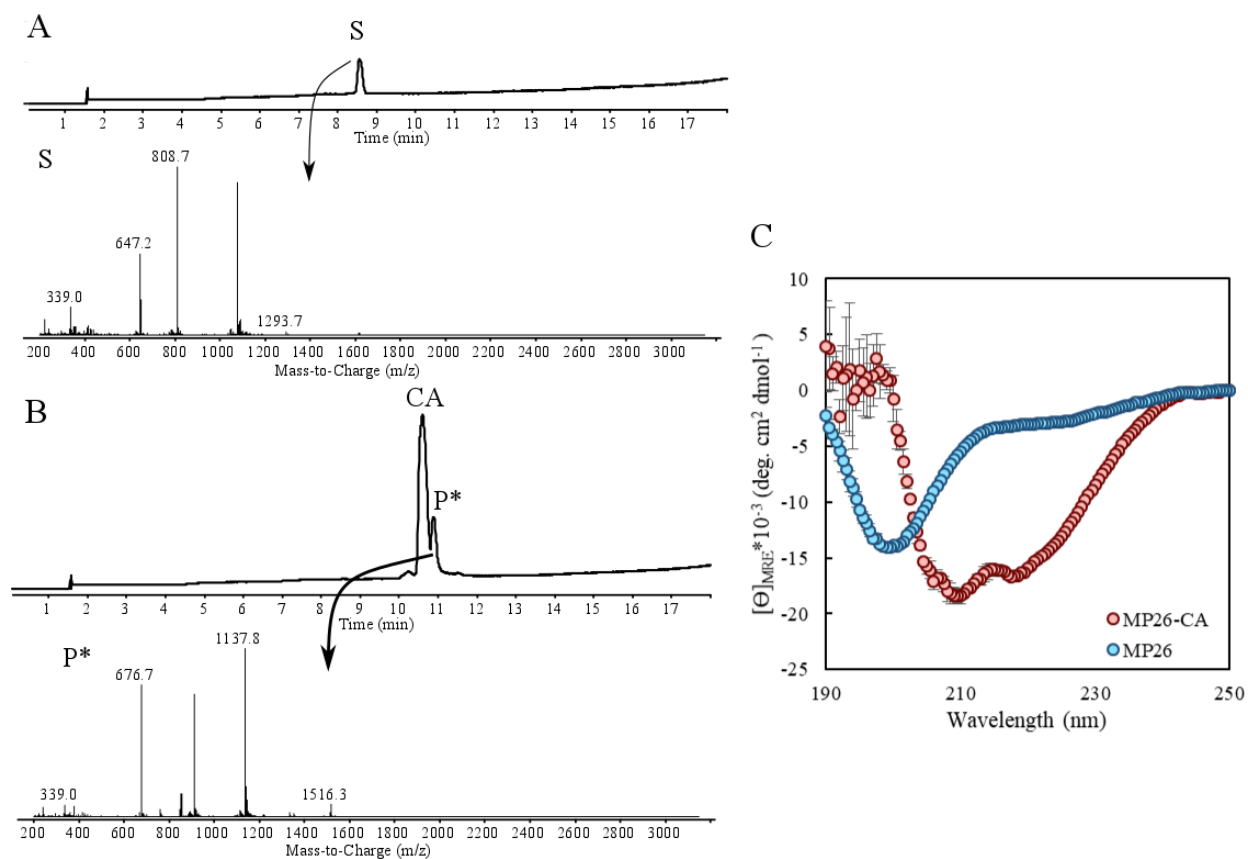 A
S
1 2 3 4 5 6 7 8 9 10 11 12 13 14 15 16 17
Time (min)
S
808.7
647.2
339.0
1293.7
200 400 600 800 1000 1200 1400 1600 1800 2000 2200 2400 2600 2800 3000
Mass-to-Charge (m/z)
B
CA
P*
1 2 3 4 5 6 7 8 9 10 11 12 13 14 15 16 17
Time (min)
P*
1137.8
676.7
339.0
1516.3
200 400 600 800 1000 1200 1400 1600 1800 2000 2200 2400 2600 2800 3000
Mass-to-Charge (m/z)
C
10
5
0
-5
-10
-15
-20
-25
[Θ]MRE*10-3 (deg. cm2 dmol-1)
MP26-CA
MP26
190 210 230 250
Wavelength (nm)